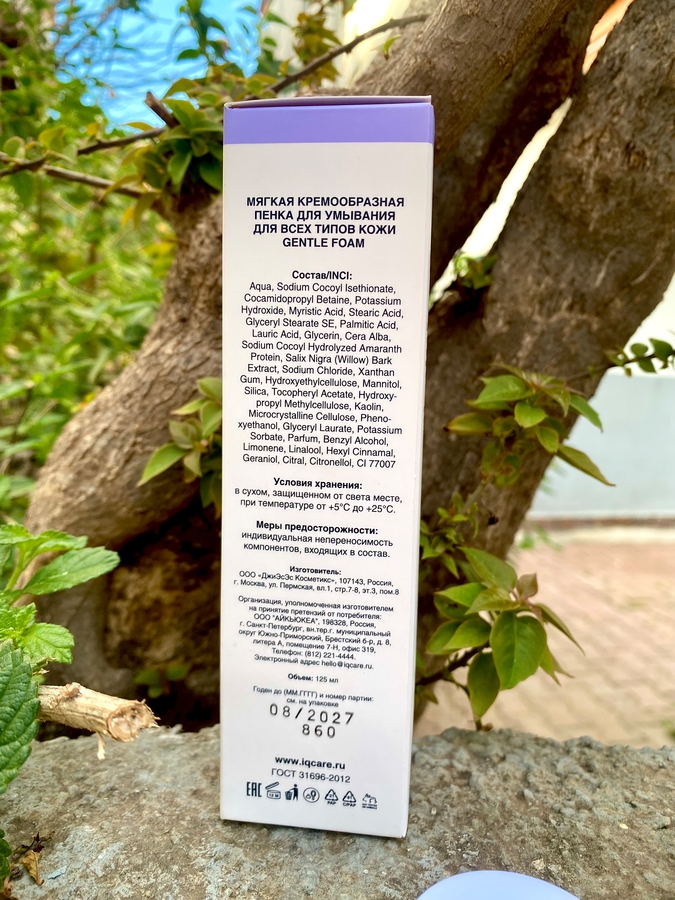 МЯГКАЯ КРЕМООБРАЗНАЯ
ПЕНКА ДЛЯ УМЫВАНИЯ
ДЛЯ ВСЕХ ТИПОВ КОЖИ
GENTLE FOAM
Состав/INCI:
Aqua, Sodium Cocoyl Isethionate,
Cocamidopropyl Betaine, Potassium
Hydroxide, Myristic Acid, Stearic Acid,
Glyceryl Stearate SE, Palmitic Acid,
Lauric Acid, Glycerin, Cera Alba,
Sodium Cocoyl Hydrolyzed Amaranth
Protein, Salix Nigra (Willow) Bark
Extract, Sodium Chloride, Xanthan
Gum, Hydroxyethylcellulose, Mannitol,
Silica, Tocopheryl Acetate, Hydroxy-
propyl Methylcellulose, Kaolin,
Microcrystalline Cellulose, Pheno-
xyethanol, Glyceryl Laurate, Potassium
Sorbate, Parfum, Benzyl Alcohol,
Limonene, Linalool, Hexyl Cinnamal,
Geraniol, Citral, Citronellol, CI 77007
Условия хранения:
в сухом, защищенном от света месте,
при температуре от +5°C до +25°C.
Меры предосторожности:
индивидуальная непереносимость
компонентов, входящих в состав.
Изготовитель:
ООО «ДжиЭсЭс Косметикс», 107143, Россия,
г. Москва, ул. Пермская, вл.1, стр.7-8, эт.3, пом.8
Организация, уполномоченная изготовителем
на принятие претензий от потребителя:
ООО "АЙКЬЮКЕА", 198328, Россия,
г. Санкт-Петербург, вн.тер.г. муниципальный
округ Южно-Приморский, Брестский б-р, д. 8,
литера А, помещение 7-Н, офис 319,
Телефон: (812) 221-4444.
Электронный адрес hello@iqcare.ru.
Объем: 125 мл
Годен до (ММ.ГГГГ) и номер партии:
см. на упаковке
08/2027
860
www.iqcare.ru
ГОСТ 31696-2012
EAC
PAP
C/PAP